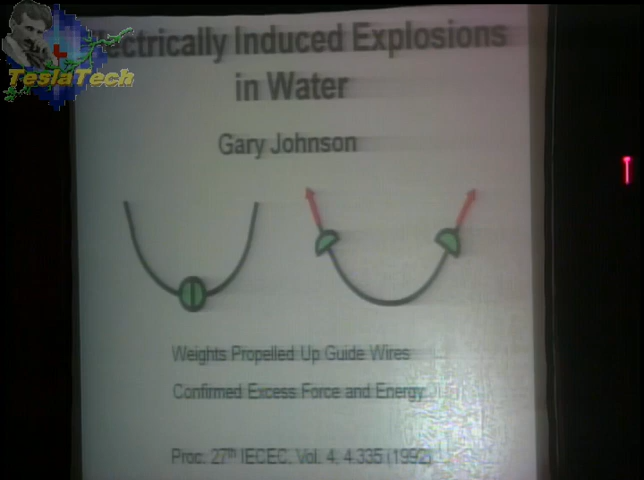 ectrically Induced Explosions
in Water
TeslaTech
Gary Johnson
Weights Propelled Up Guide Wires
Confirmed Excess Force and Energy
Proc. 27th IECEC, Vol. 4, 4.335 (1992)